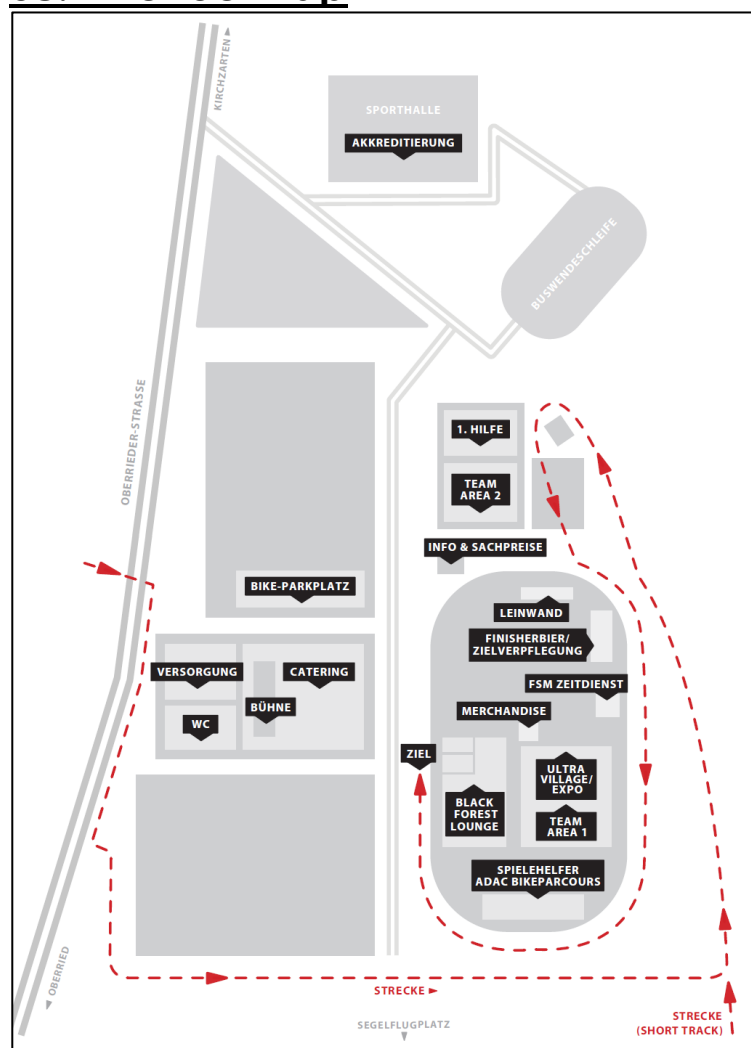 KIRCHZARTEN
SPORTHALLE
AKKREDITIERUNG
BUSWENDESCHLEIFE
OBERRIEDER-STRASSE
1. HILFE
TEAM
AREA 2
INFO & SACHPREISE
BIKE-PARKPLATZ
LEINWAND
FINISHERBIER/
ZIELVERPFLEGUNG
VERSORGUNG
CATERING
FSM ZEITDIENST
BÜHNE
MERCHANDISE
WC
ZIEL
ULTRA
VILLAGE/
EXPO
BLACK
FOREST
LOUNGE
TEAM
AREA 1
SPIELEHELFER
ADAC BIKEPARCOURS
OBERRIED
STRECKE
STRECKE
(SHORT TRACK)
SEGELFLUGPLATZ